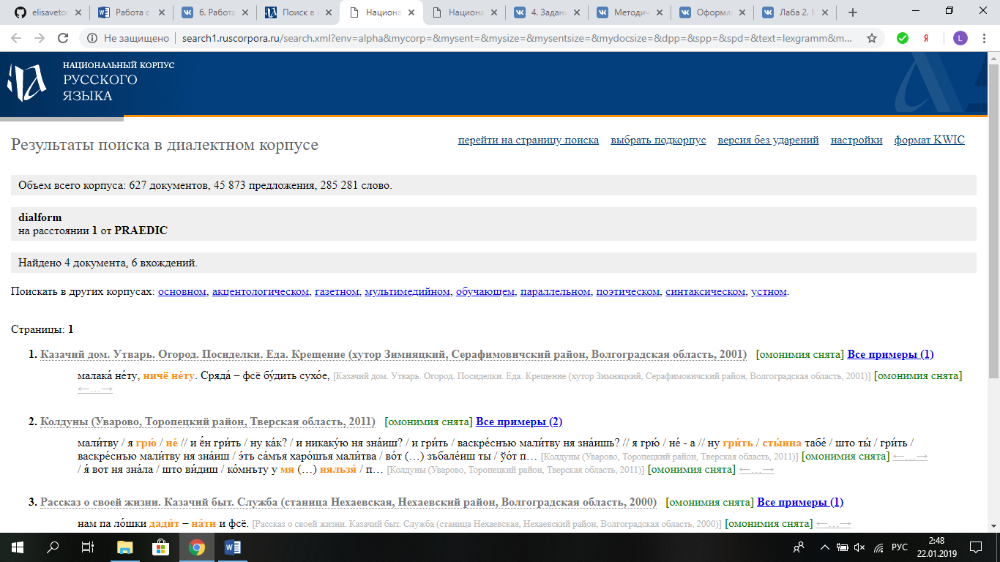 elisavetoc
Работа с
6. Работа
Поиск в
Национа
Национа
4. Задани
Методич
Оформл
Лаба 2. М
Не защищено
search1.ruscorpora.ru/search.xml?env=alpha&mycorp=&mysent=&mysize=&mysentsize=&mydocsize=&dpp=&spp=&spd=&text=lexgramm&m...
Я
L
НАЦИОНАЛЬНЫЙ КОРПУС
РУССКОГО
ЯЗЫКА
Результаты поиска в диалектном корпусе
перейти на страницу поиска выбрать подкорпус версия без ударений настройки формат KWIC
Объем всего корпуса: 627 документов, 45 873 предложения, 285 281 слово.
dialform
на расстоянии 1 от PRAEDIC
Найдено 4 документа, 6 вхождений.
Поискать в других корпусах: основном, акцентологическом, газетном, мультимедийном, обучающем, параллельном, поэтическом, синтаксическом, устном.
Страницы: 1
1. Казачий дом. Утварь. Огород. Посиделки. Еда. Крещение (хутор Зимняцкий, Серафимовичский район, Волгоградская область, 2001) [омонимия снята] Все примеры (1)
малака́ не́ту, ничё не́ту. Сряда́ – фсё бу́дить сухо́е, [Казачий дом. Утварь. Огород. Посиделки. Еда. Крещение (хутор Зимняцкий, Серафимовичский район, Волгоградская область, 2001)] [омонимия снята]
←…→
2. Колдуны (Уварово, Торопецкий район, Тверская область, 2011) [омонимия снята] Все примеры (2)
мали́тву / я грю́ / не́ // и ё́н гри́ть / ну ка́к? / и никаку́ю ня зна́иш? / и гри́ть / васкре́сньюю мали́тву ня зна́ишь? // я грю́ / не́ - а // ну гри́ть / сты́нна табе́ / што ты́ / гри́ть /
васкре́сньюю мали́тву ня зна́иш / э́тъ са́мъя харо́шъя мали́тва / во́т (…) зъбале́иш ты / ўо́т п… [Колдуны (Уварово, Торопецкий район, Тверская область, 2011)] [омонимия снята] ←…→
/ я́ вот ня зна́ла / што ви́диш / ко́мнъту у мя (…) няльзя́ / п… [Колдуны (Уварово, Торопецкий район, Тверская область, 2011)] [омонимия снята] ←…→
3. Рассказ о своей жизни. Казачий быт. Служба (станица Нехаевская, Нехаевский район, Волгоградская область, 2000) [омонимия снята] Все примеры (1)
нам па ло́шки дади́т – на́ти и фсё. [Рассказ о своей жизни. Казачий быт. Служба (станица Нехаевская, Нехаевский район, Волгоградская область, 2000)] [омонимия снята] ←…→
РУС
2:48
22.01.2019